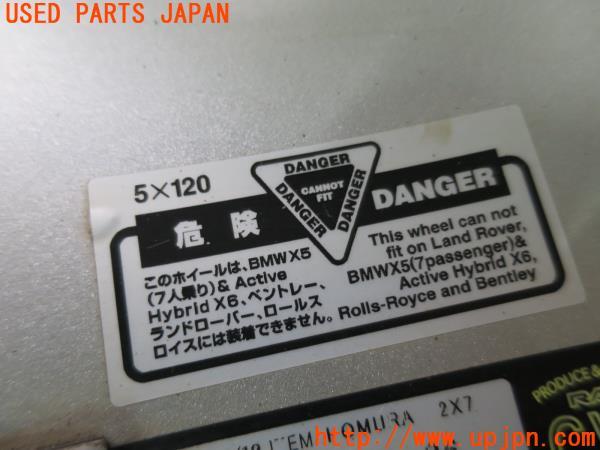 USED PARTS JAPAN
5×120
DANGER
DANGER
DANGER
CANNOT
FIT
危険
DANGER
このホイールは、BMW X5
(7人乗り)& Active
Hybrid X6、ベントレー、
ランドローバー、ロールス
ロイスには装着できません。
This wheel can not
fit on Land Rover,
BMWX5(7passenger)&
Active Hybrid X6,
Rolls-Royce and Bentley
PRODUCE &
2X7
http://www.upjpn.com